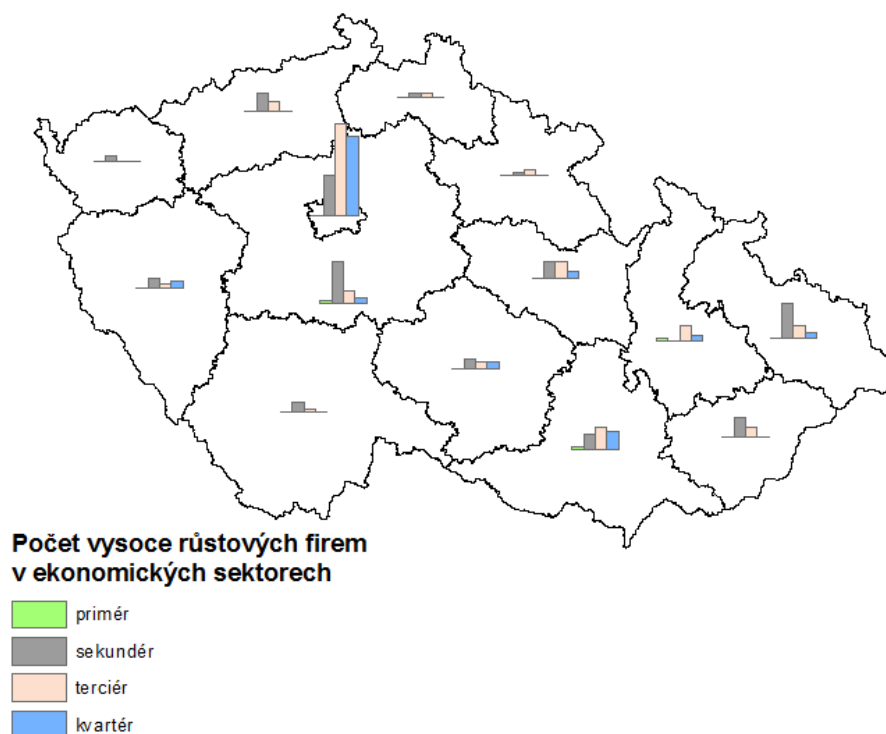 Počet vysoce růstových firem
v ekonomických sektorech
primér
sekundér
terciér
kvartér